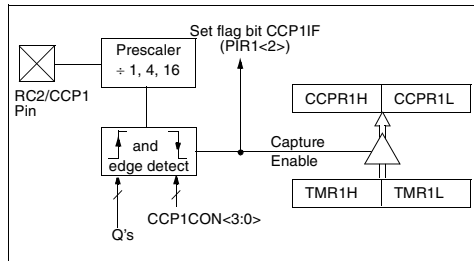 Set flag bit CCP1IF
(PIR1<2>)
Prescaler
÷ 1, 4, 16
RC2/CCP1
Pin
CCPR1H
CCPR1L
and
edge detect
Capture
Enable
TMR1H
TMR1L
CCP1CON<3:0>
Q's